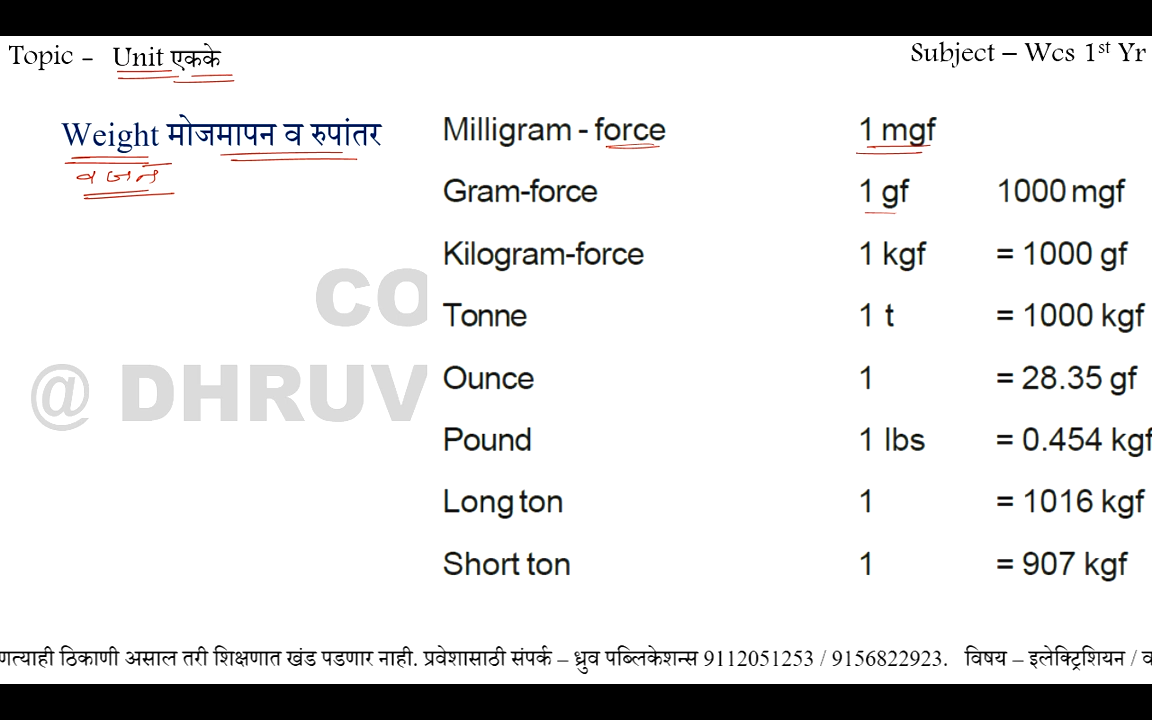 Topic - Unit एकके
Subject – Wcs 1st Yr
Weight मोजमापन व रुपांतर
वजन
Milligram - force 1 mgf
Gram-force 1 gf 1000 mgf
Kilogram-force 1 kgf = 1000 gf
Tonne 1 t = 1000 kgf
Ounce 1 = 28.35 gf
Pound 1 lbs = 0.454 kgf
Long ton 1 = 1016 kgf
Short ton 1 = 907 kgf
CO
@ DHRUV
ठिकाणी असाल तरी शिक्षणात खंड पडणार नाही. प्रवेशासाठी संपर्क – ध्रुव पब्लिकेशन्स 9112051253 / 9156822923. विषय – इलेक्ट्रिशियन /